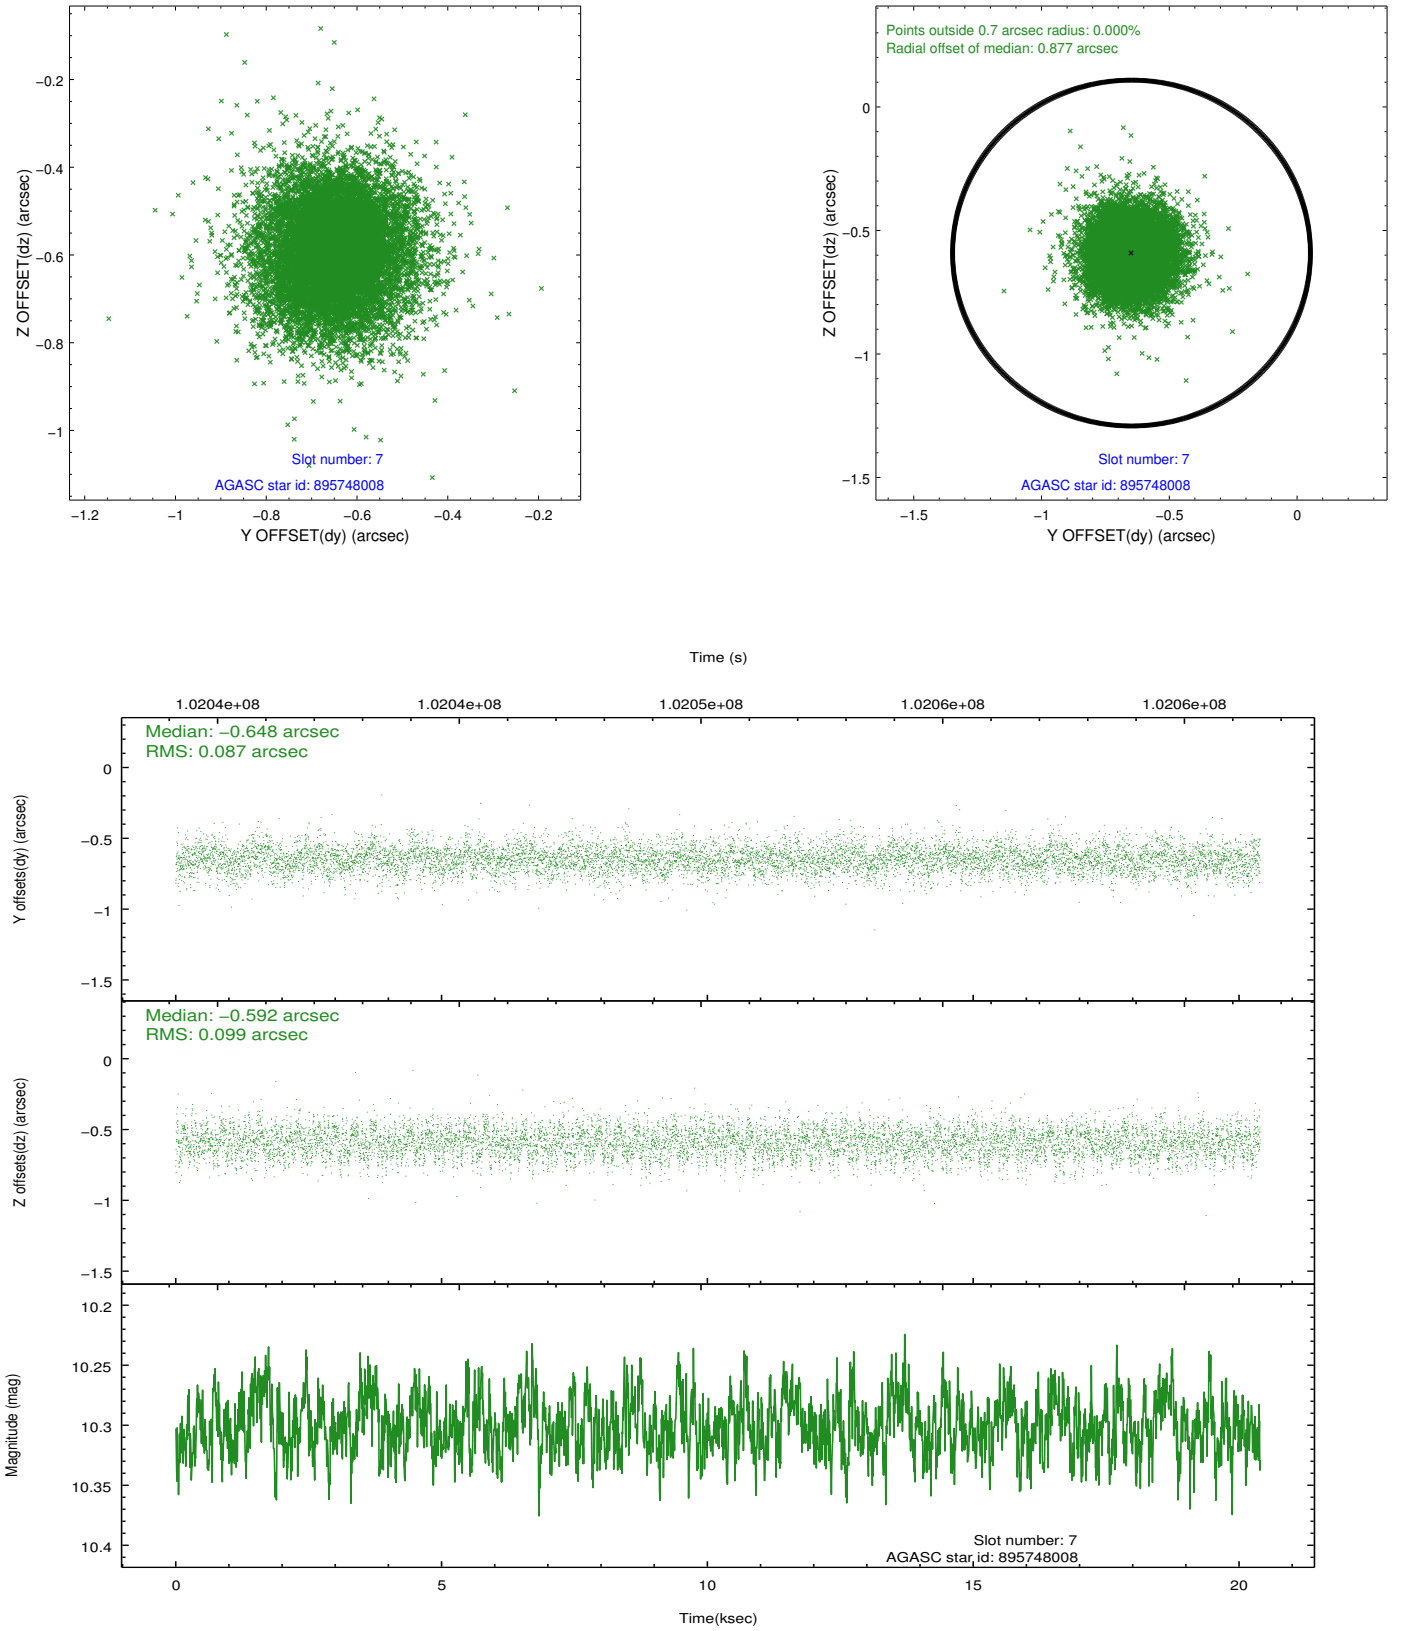 −0.2
−0.4
−0.6
−0.8
−1
Z OFFSET(dz) (arcsec)
Slot number: 7
AGASC star id: 895748008
−1.2
−1
−0.8
−0.6
−0.4
−0.2
Y OFFSET(dy) (arcsec)
Points outside 0.7 arcsec radius: 0.000%
Radial offset of median: 0.877 arcsec
0
−0.5
−1
−1.5
Z OFFSET(dz) (arcsec)
Slot number: 7
AGASC star id: 895748008
−1.5
−1
−0.5
0
Y OFFSET(dy) (arcsec)
Time (s)
1.0204e+08
1.0204e+08
1.0205e+08
1.0206e+08
1.0206e+08
Median: −0.648 arcsec
RMS: 0.087 arcsec
0
−0.5
−1
−1.5
Y offsets(dy) (arcsec)
Median: −0.592 arcsec
RMS: 0.099 arcsec
0
−0.5
−1
−1.5
Z offsets(dz) (arcsec)
10.2
10.25
10.3
10.35
10.4
Magnitude (mag)
Slot number: 7
AGASC star id: 895748008
0
5
10
15
20
Time(ksec)